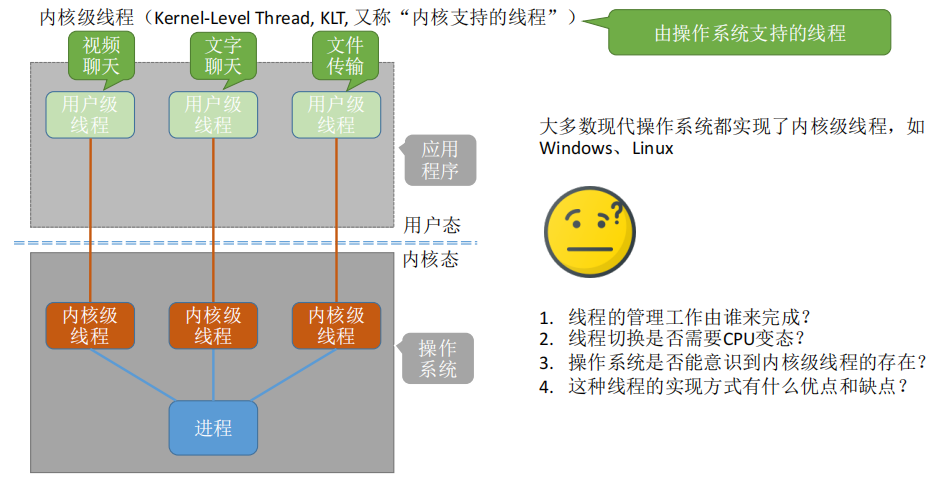 内核级线程（Kernel-Level Thread, KLT, 又称“内核支持的线程”）
由操作系统支持的线程
视频
聊天
文字
聊天
文件
传输
用户级
线程
用户级
线程
用户级
线程
应用
程序
用户态
内核态
内核级
线程
内核级
线程
内核级
线程
操作
系统
进程
大多数现代操作系统都实现了内核级线程，如
Windows、Linux
?
1. 线程的管理工作由谁来完成？
2. 线程切换是否需要CPU变态？
3. 操作系统是否能意识到内核级线程的存在？
4. 这种线程的实现方式有什么优点和缺点？